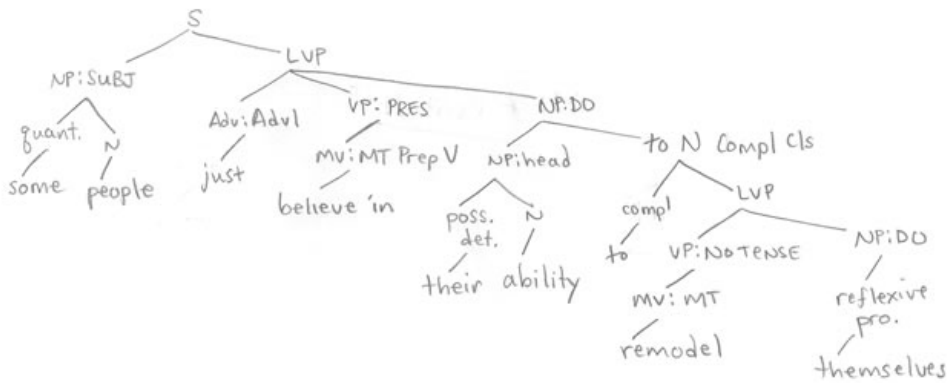 S
LVP
NP:SUBJ
Adv:Advl VP: PRES NP:DO
quant. N
just MV:MT Prep V NP:head to N Compl Cls
some people
believe in
poss. det. N compl LVP
their ability to VP:NO TENSE NP:DO
MV:MT reflexive pro.
remodel themselves